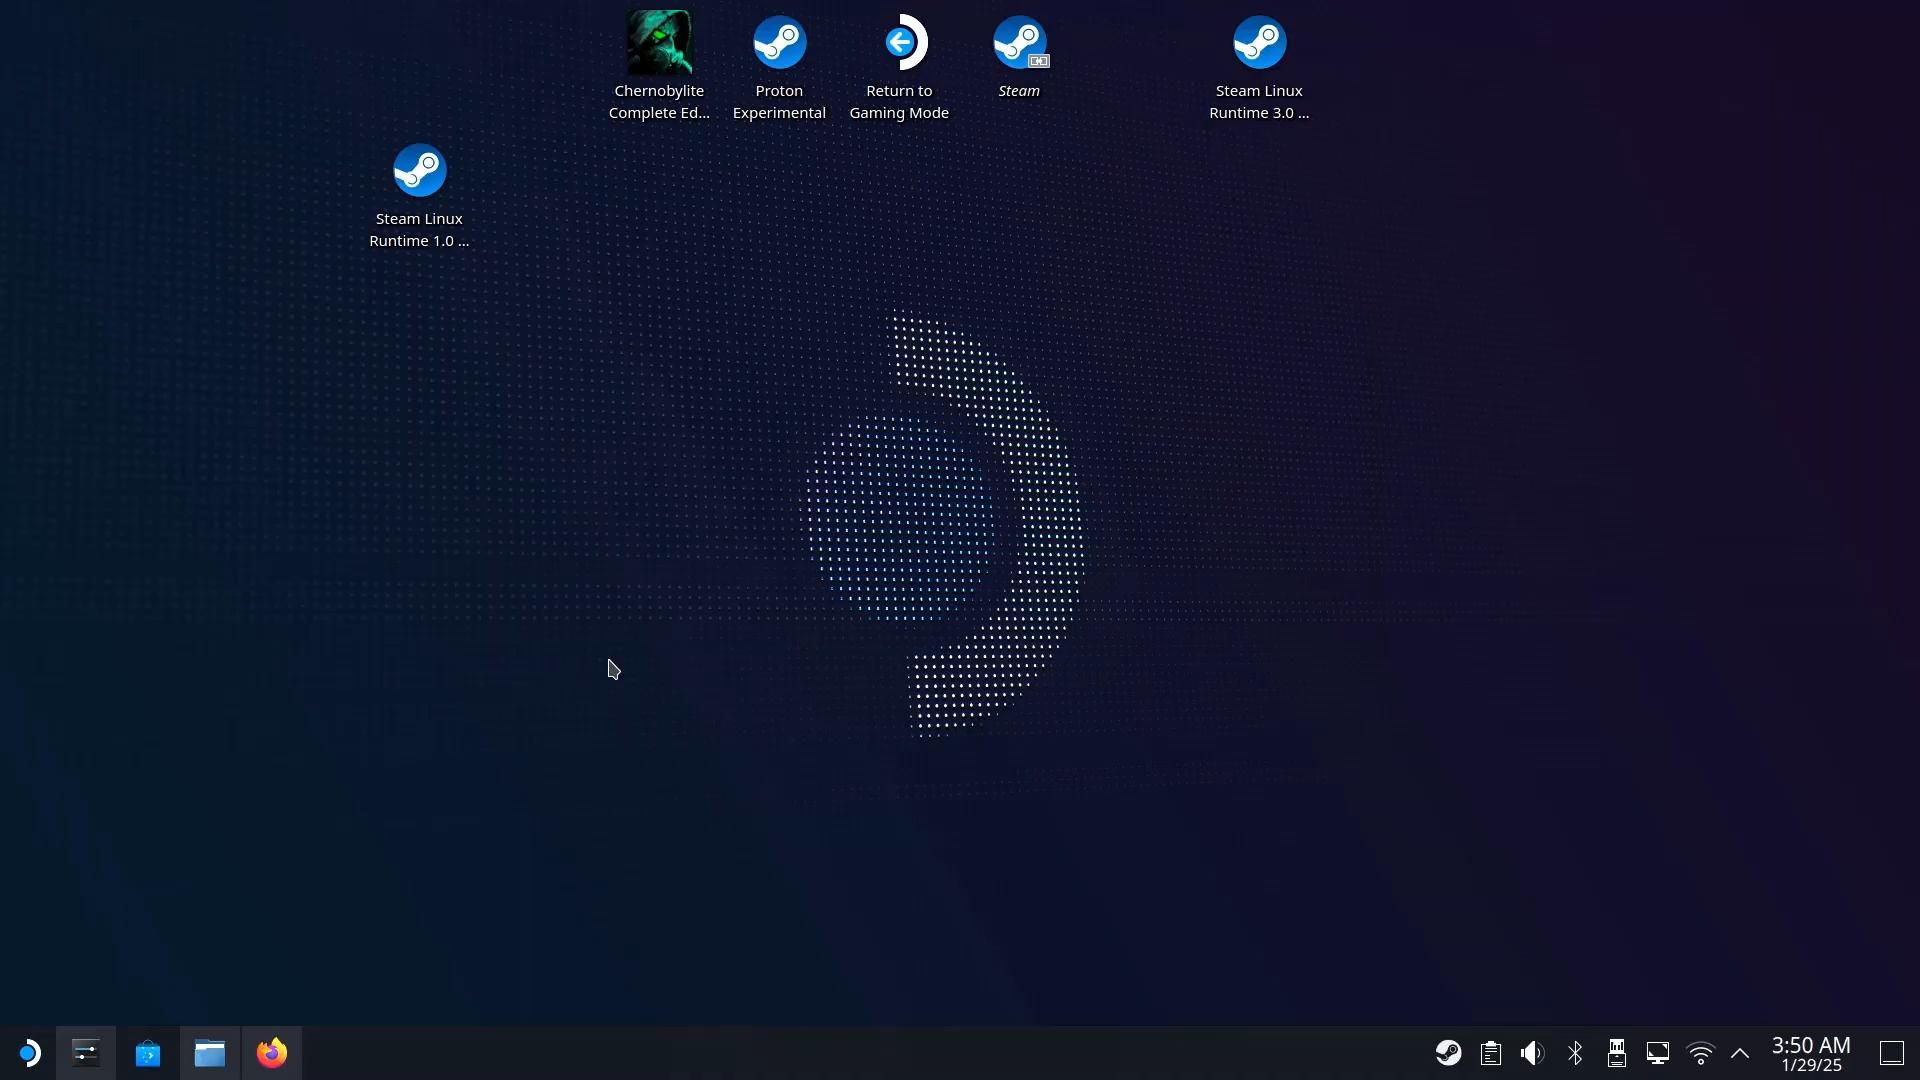 Chernobylite
Complete Ed...
Proton
Experimental
Return to
Gaming Mode
Steam
Steam Linux
Runtime 3.0 ...
Steam Linux
Runtime 1.0 ...
3:50 AM
1/29/25